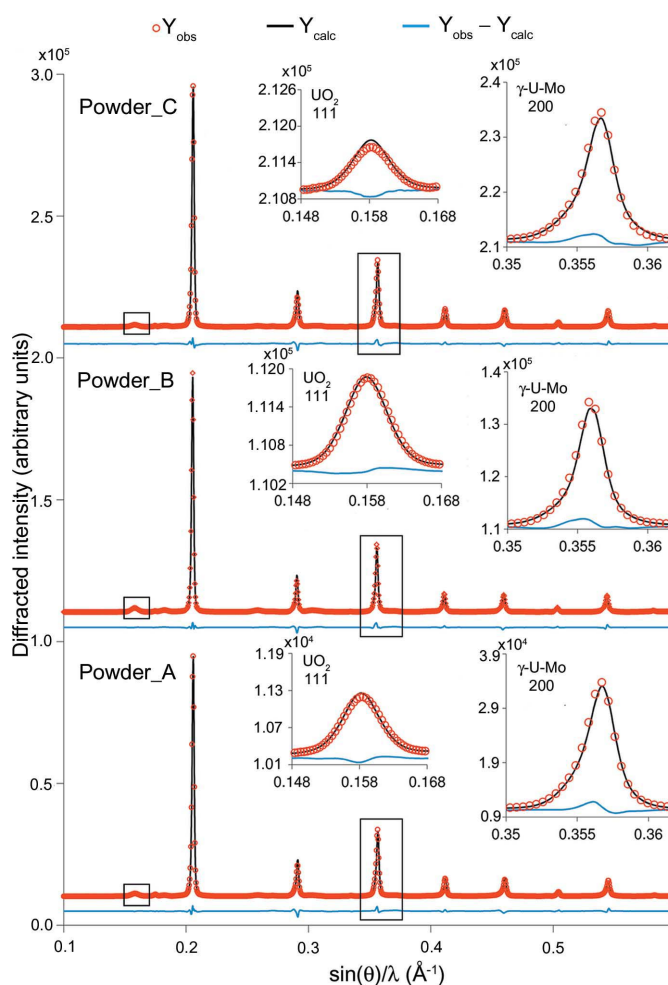 Yobs Ycalc Yobs – Ycalc
x10⁵
3.0
2.5
2.0
1.5
1.0
0.5
0.0
Diffracted intensity (arbitrary units)
Powder_C
x10⁵
UO₂
111
2.126
2.120
2.114
2.108
0.148 0.158 0.168
x10⁵
γ-U-Mo
200
2.4
2.3
2.2
2.1
0.35 0.355 0.36
Powder_B
x10⁵
UO₂
111
1.120
1.114
1.108
1.102
0.148 0.158 0.168
x10⁵
γ-U-Mo
200
1.4
1.3
1.2
1.1
0.35 0.355 0.36
Powder_A
x10⁴
UO₂
111
1.19
1.13
1.07
1.01
0.148 0.158 0.168
x10⁴
γ-U-Mo
200
3.9
2.9
1.9
0.9
0.35 0.355 0.36
0.1 0.2 0.3 0.4 0.5
sin(θ)/λ (Å⁻¹)